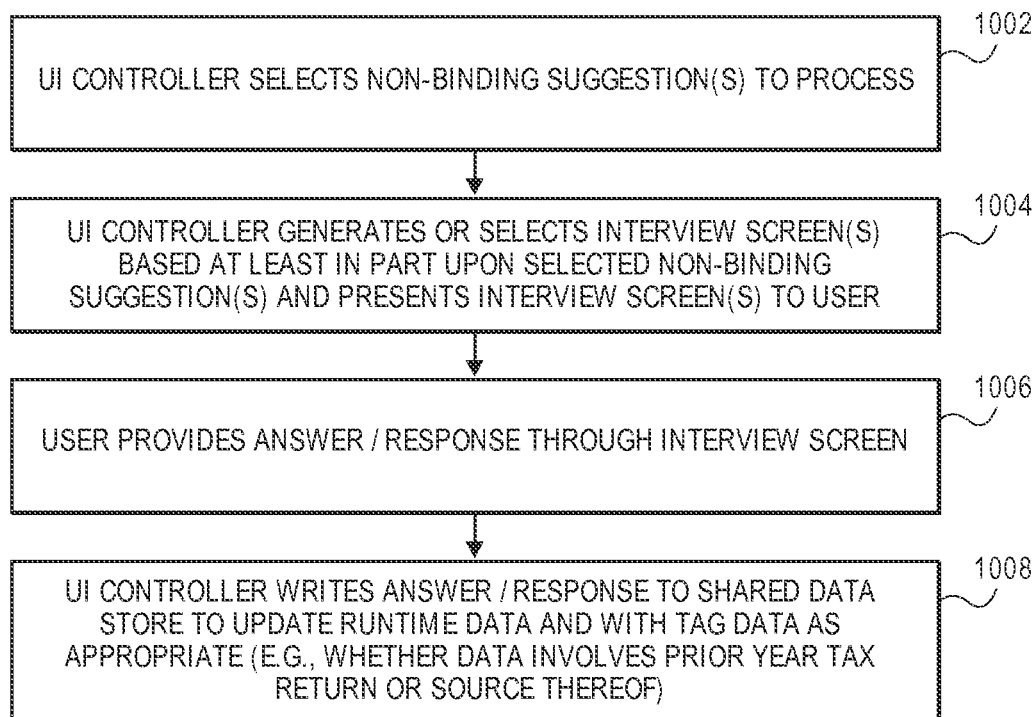 1002
UI CONTROLLER SELECTS NON-BINDING SUGGESTION(S) TO PROCESS
1004
UI CONTROLLER GENERATES OR SELECTS INTERVIEW SCREEN(S)
BASED AT LEAST IN PART UPON SELECTED NON-BINDING
SUGGESTION(S) AND PRESENTS INTERVIEW SCREEN(S) TO USER
1006
USER PROVIDES ANSWER / RESPONSE THROUGH INTERVIEW SCREEN
1008
UI CONTROLLER WRITES ANSWER / RESPONSE TO SHARED DATA
STORE TO UPDATE RUNTIME DATA AND WITH TAG DATA AS
APPROPRIATE (E.G., WHETHER DATA INVOLVES PRIOR YEAR TAX
RETURN OR SOURCE THEREOF)